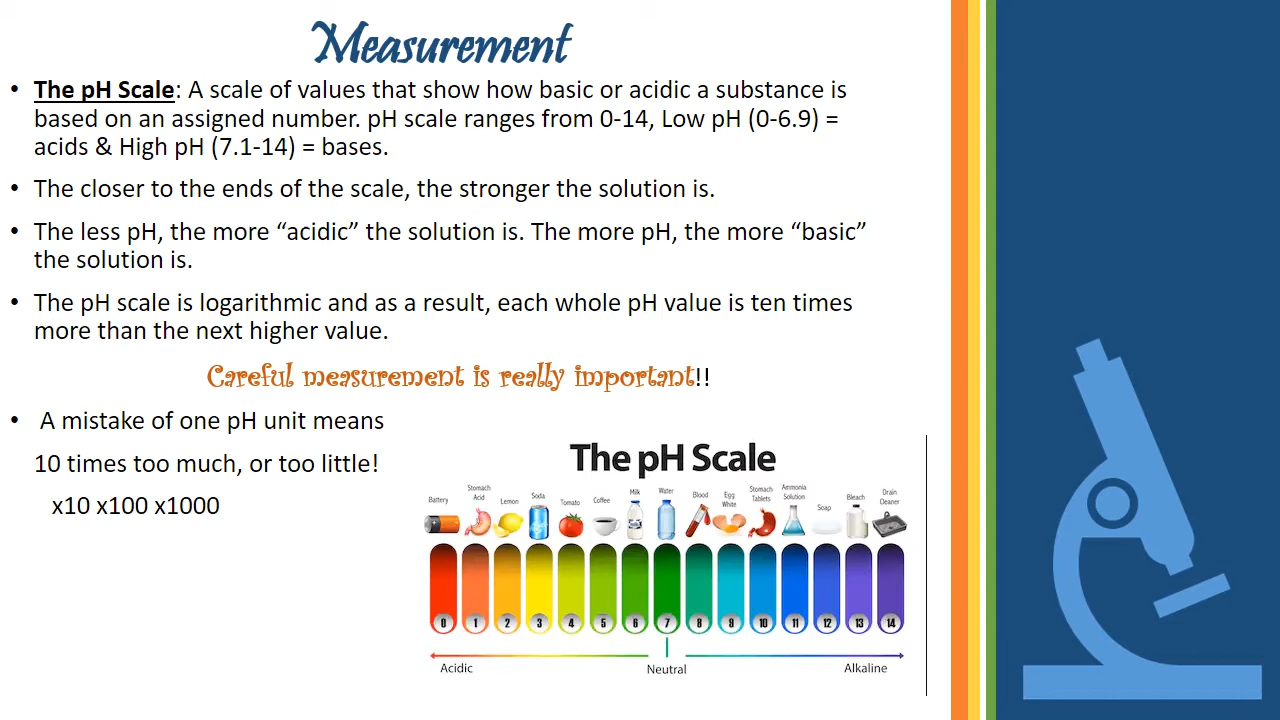 Measurement
• The pH Scale: A scale of values that show how basic or acidic a substance is
based on an assigned number. pH scale ranges from 0-14, Low pH (0-6.9) =
acids & High pH (7.1-14) = bases.
• The closer to the ends of the scale, the stronger the solution is.
• The less pH, the more “acidic” the solution is. The more pH, the more “basic”
the solution is.
• The pH scale is logarithmic and as a result, each whole pH value is ten times
more than the next higher value.
Careful measurement is really important!!
• A mistake of one pH unit means
10 times too much, or too little!
x10 x100 x1000
The pH Scale
Battery
Stomach
Acid
Lemon
Soda
Tomato
Coffee
Milk
Water
Blood
Egg
White
Stomach
Tablets
Ammonia
Solution
Soap
Bleach
Drain
Cleaner
0 1 2 3 4 5 6 7 8 9 10 11 12 13 14
Acidic Neutral Alkaline